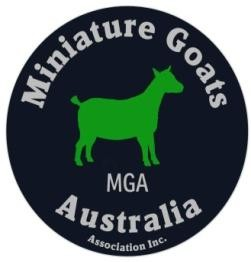 Miniature Goats
MGA
Australia
Association Inc.